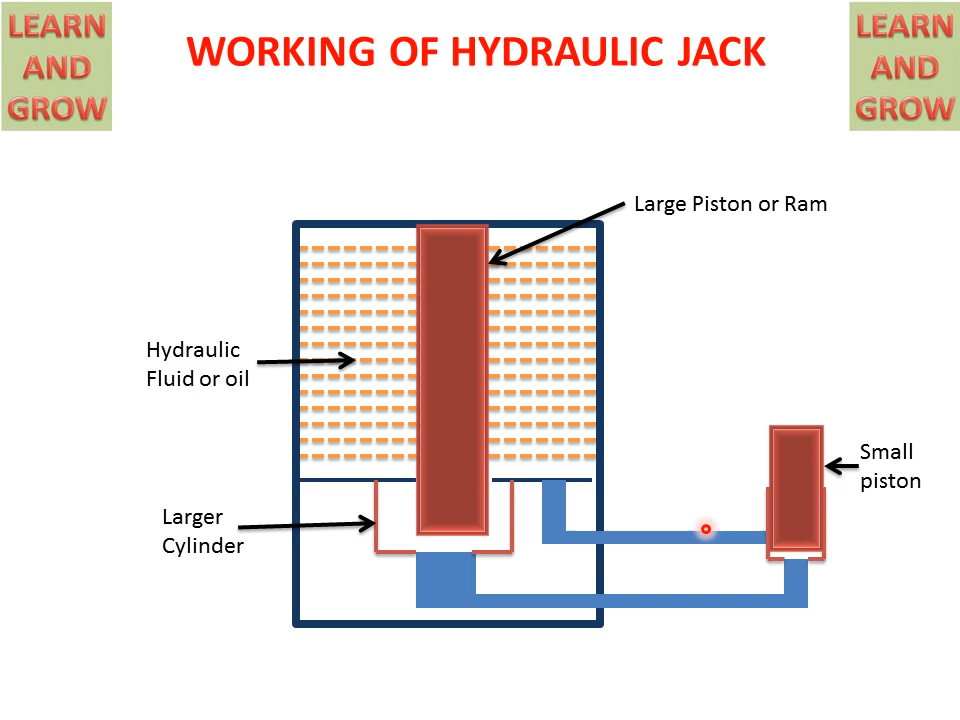 LEARN
AND
GROW
WORKING OF HYDRAULIC JACK
LEARN
AND
GROW
Large Piston or Ram
Hydraulic
Fluid or oil
Small
piston
Larger
Cylinder